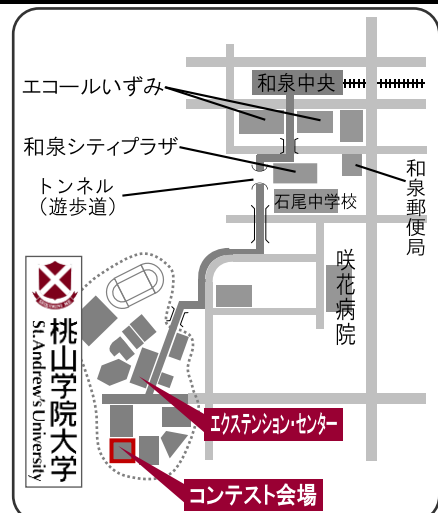 和泉中央
エコールいずみ
和泉シティプラザ
トンネル
（遊歩道）
石尾中学校
和泉郵便局
咲花病院
桃山学院大学
St.Andrew's University
エクステンション・センター
コンテスト会場